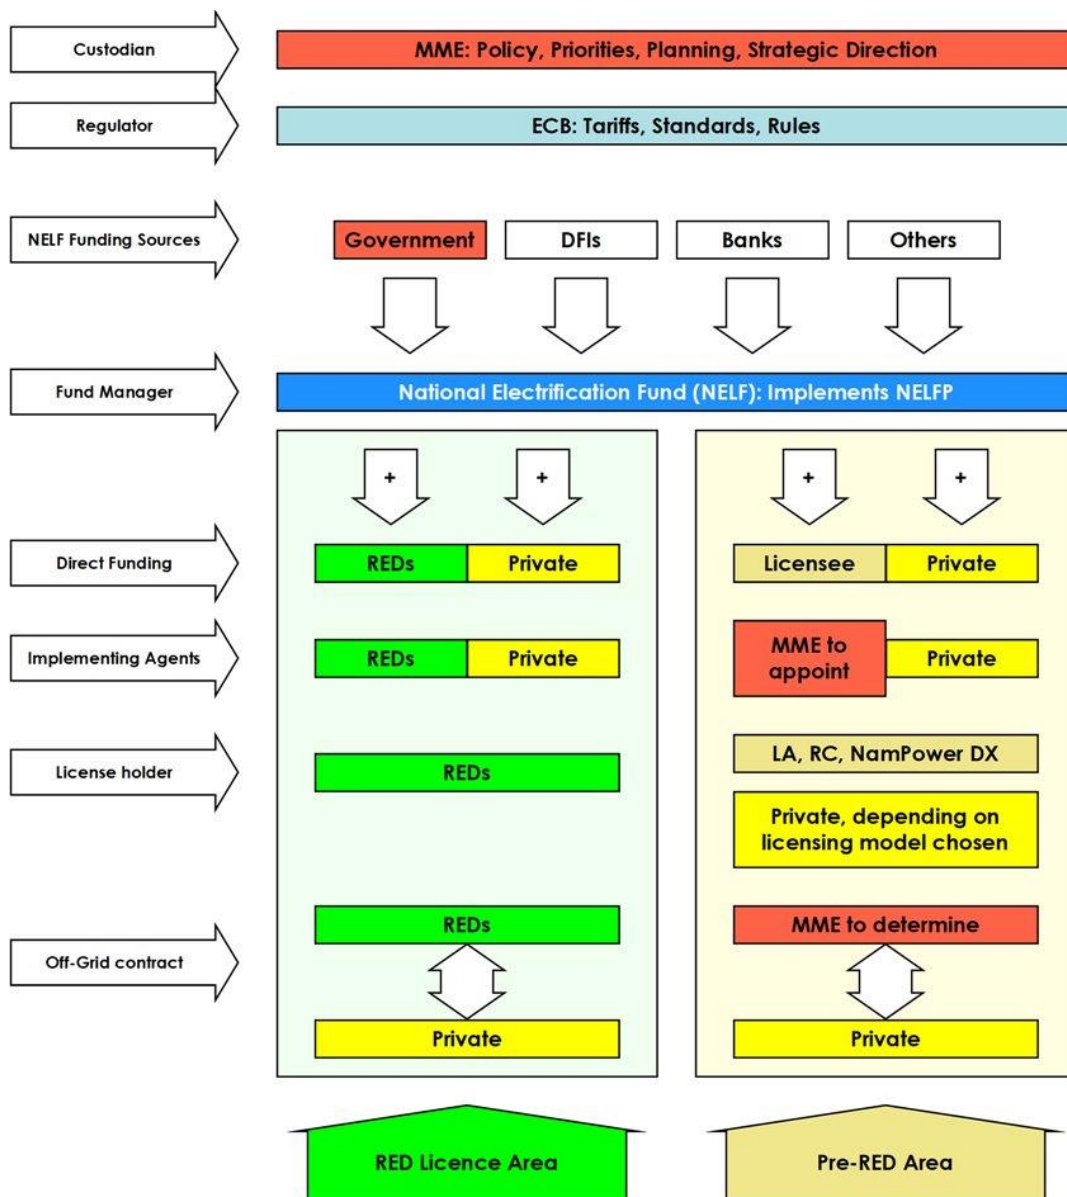 Custodian
MME: Policy, Priorities, Planning, Strategic Direction
Regulator
ECB: Tariffs, Standards, Rules
NELF Funding Sources
Government
DFIs
Banks
Others
Fund Manager
National Electrification Fund (NELF): Implements NELFP
+
+
+
+
Direct Funding
REDs
Private
Licensee
Private
Implementing Agents
REDs
Private
MME to
appoint
Private
License holder
REDs
LA, RC, NamPower DX
Private, depending on
licensing model chosen
Off-Grid contract
REDs
MME to determine
Private
Private
RED Licence Area
Pre-RED Area